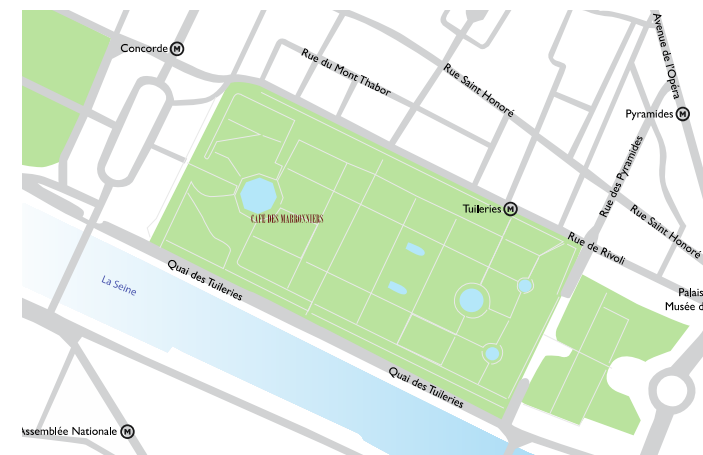 Concorde M
Rue du Mont Thabor
Rue Saint Honoré
Avenue de l'Opéra
Pyramides M
Rue des Pyramides
Tuileries M
Rue Saint Honoré
CAFE DES MARRONNIERS
Rue de Rivoli
Quai des Tuileries
La Seine
Palais
Musée d
Quai des Tuileries
Assemblée Nationale M